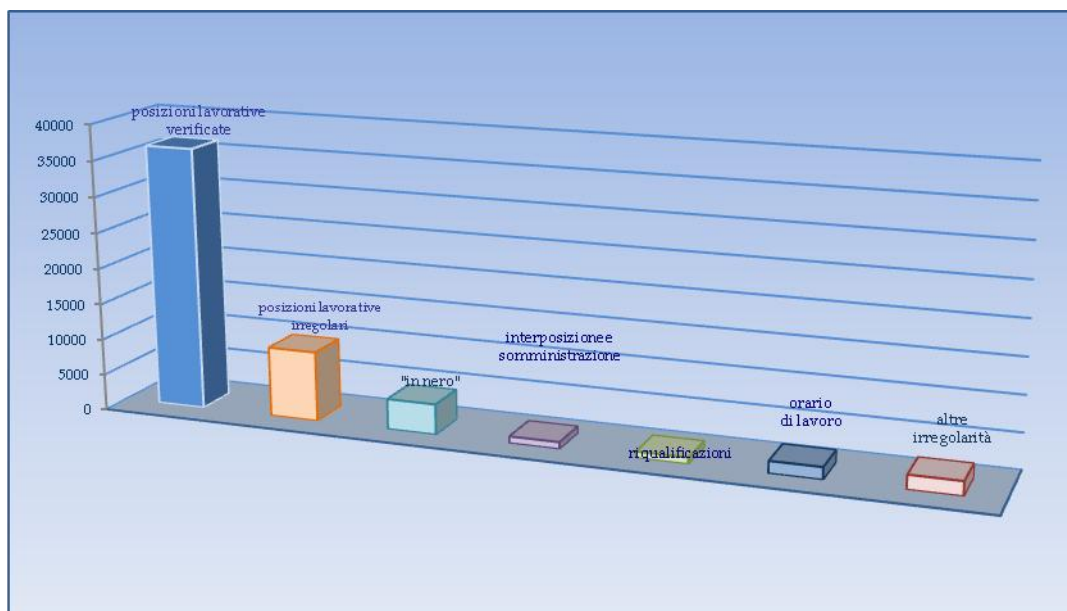 40000
35000
30000
25000
20000
15000
10000
5000
0
posizioni lavorative
verificate
posizioni lavorative
irregolari
"in nero"
interposizione e
somministrazione
riqualificazioni
orario
di lavoro
altre
irregolarità